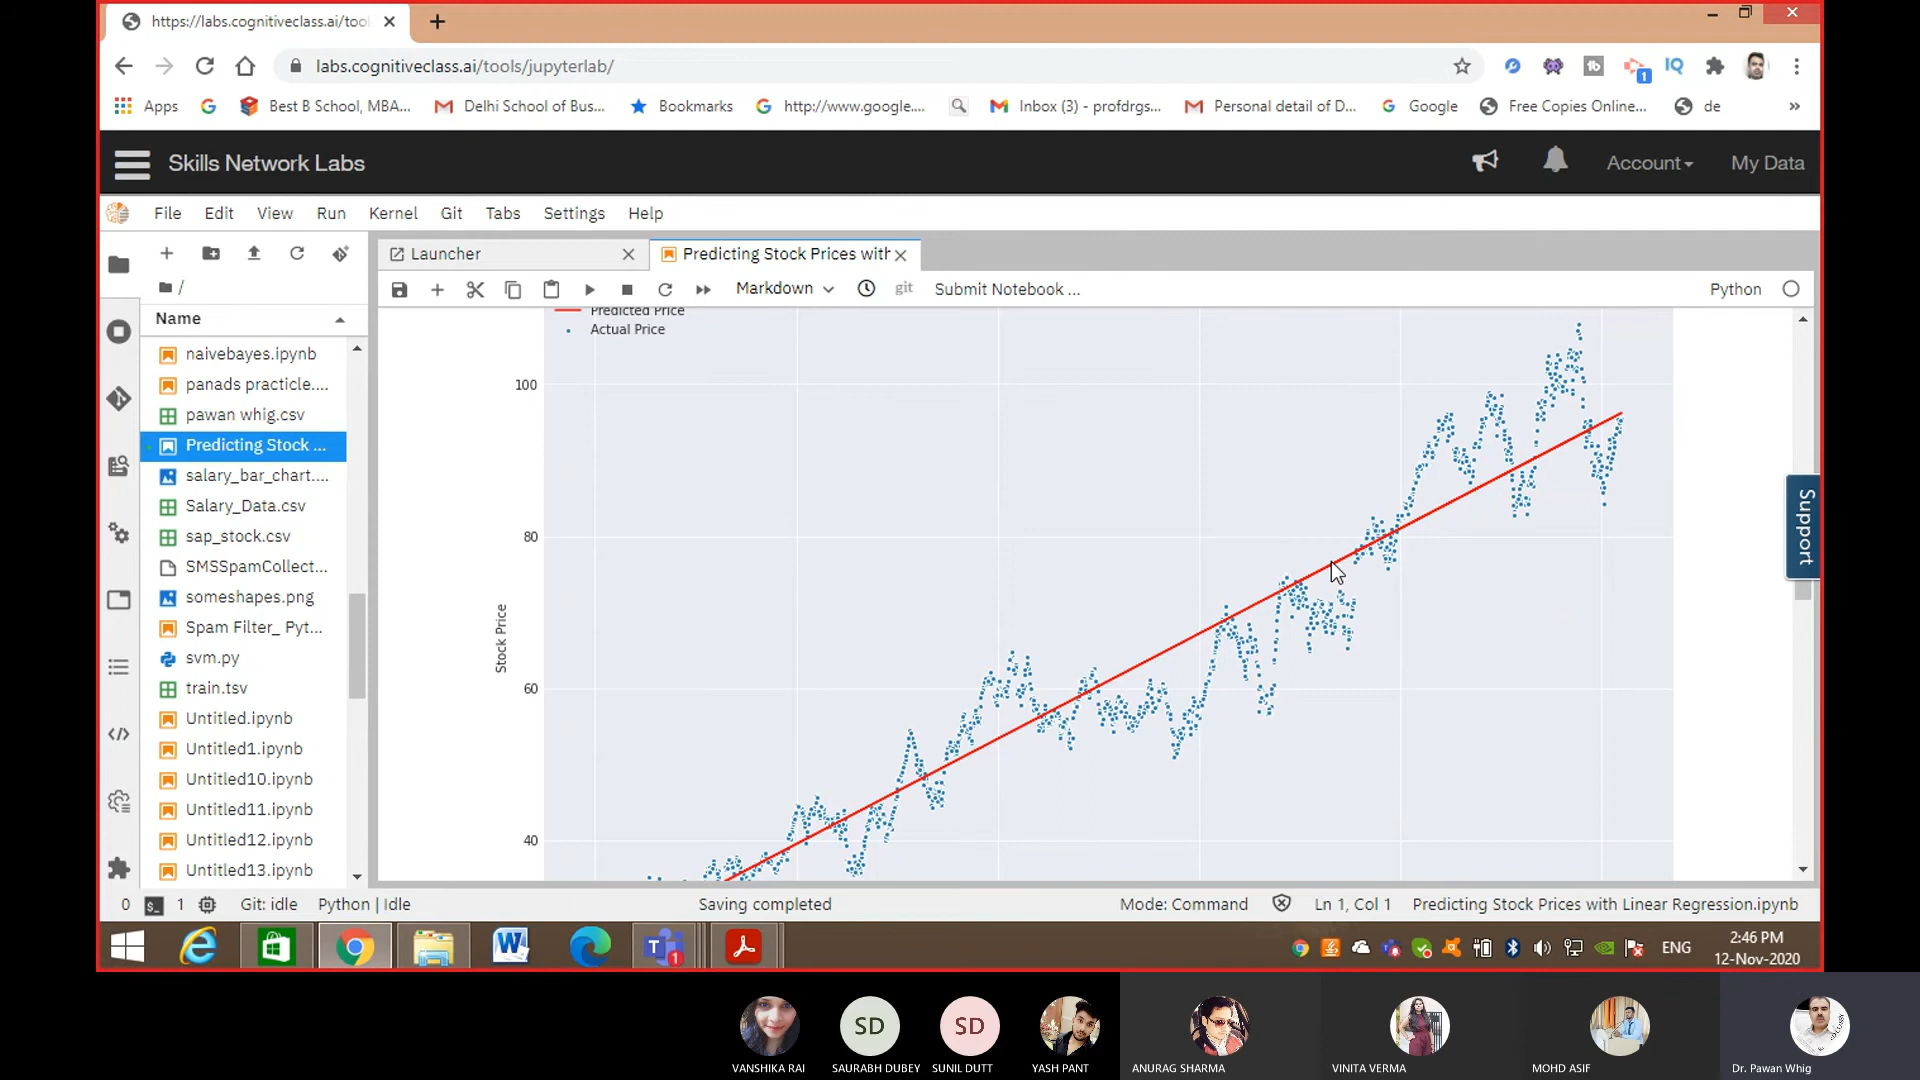 https://labs.cognitiveclass.ai/tool
labs.cognitiveclass.ai/tools/jupyterlab/
1
IQ
Apps
Best B School, MBA...
Delhi School of Bus...
Bookmarks
http://www.google....
Inbox (3) - profdrgs...
Personal detail of D...
Google
Free Copies Online...
de
»
Skills Network Labs
Account
My Data
File Edit View Run Kernel Git Tabs Settings Help
Launcher
Predicting Stock Prices with
Markdown
git
Submit Notebook ...
Python
/
Name
naivebayes.ipynb
panads practicle....
pawan whig.csv
Predicting Stock ...
salary_bar_chart....
Salary_Data.csv
sap_stock.csv
SMSSpamCollect...
someshapes.png
Spam Filter_ Pyt...
svm.py
train.tsv
Untitled.ipynb
Untitled1.ipynb
Untitled10.ipynb
Untitled11.ipynb
Untitled12.ipynb
Untitled13.ipynb
Predicted Price
Actual Price
100
80
60
40
Stock Price
Support
0 1 Git: idle Python | Idle Saving completed Mode: Command Ln 1, Col 1 Predicting Stock Prices with Linear Regression.ipynb
1
ENG
2:46 PM
12-Nov-2020
SD
SD
VANSHIKA RAI
SAURABH DUBEY
SUNIL DUTT
YASH PANT
ANURAG SHARMA
VINITA VERMA
MOHD ASIF
Dr. Pawan Whig